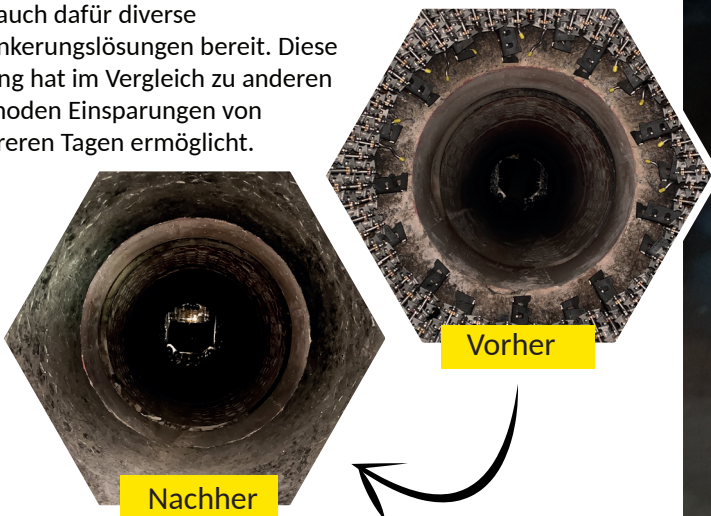 auch dafür diverse
nkerungslösungen bereit. Diese
ng hat im Vergleich zu anderen
hoden Einsparungen von
reren Tagen ermöglicht.
Vorher
Nachher